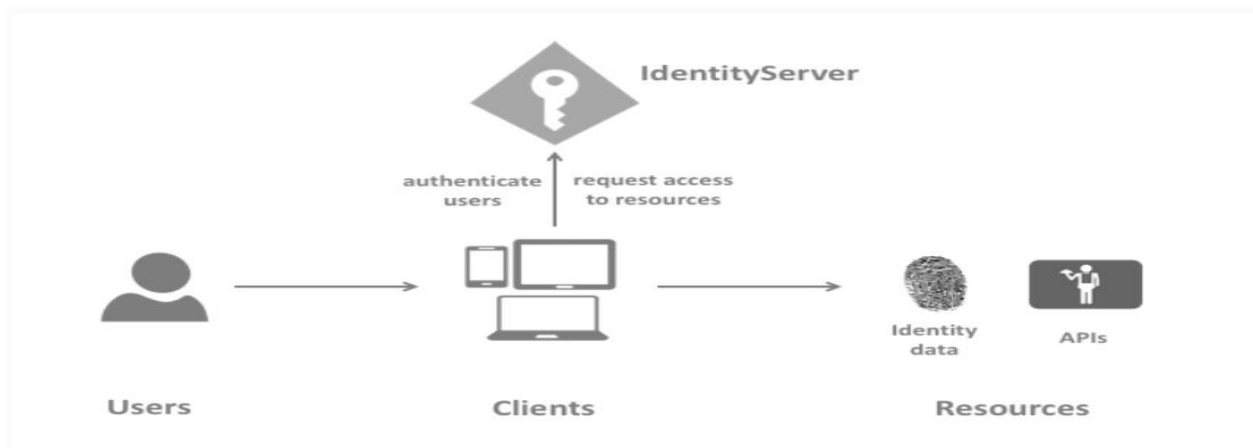 IdentityServer
authenticate
users
request access
to resources
Identity
data
APIs
Users
Clients
Resources